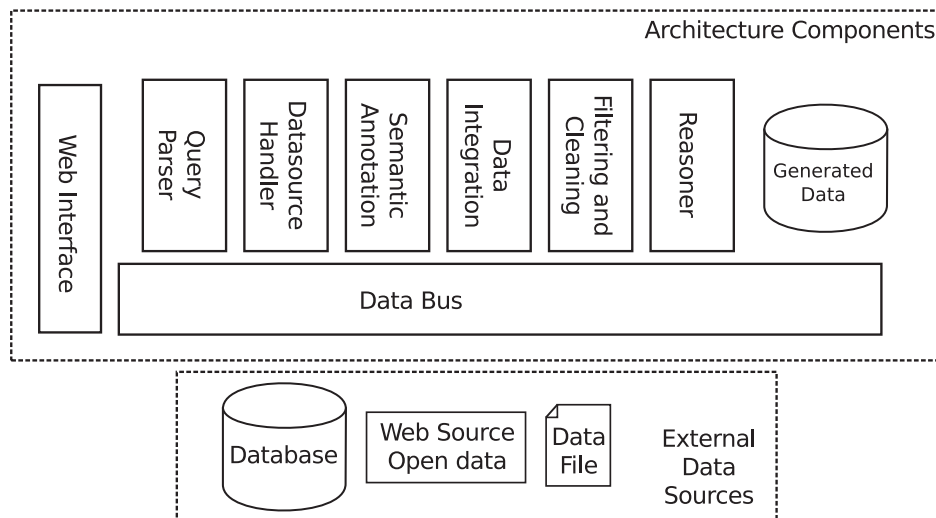 Architecture Components
Web Interface
Query
Parser
Datasource
Handler
Semantic
Annotation
Data
Integration
Filtering and
Cleaning
Reasoner
Generated
Data
Data Bus
Database
Web Source
Open data
Data
File
External
Data
Sources